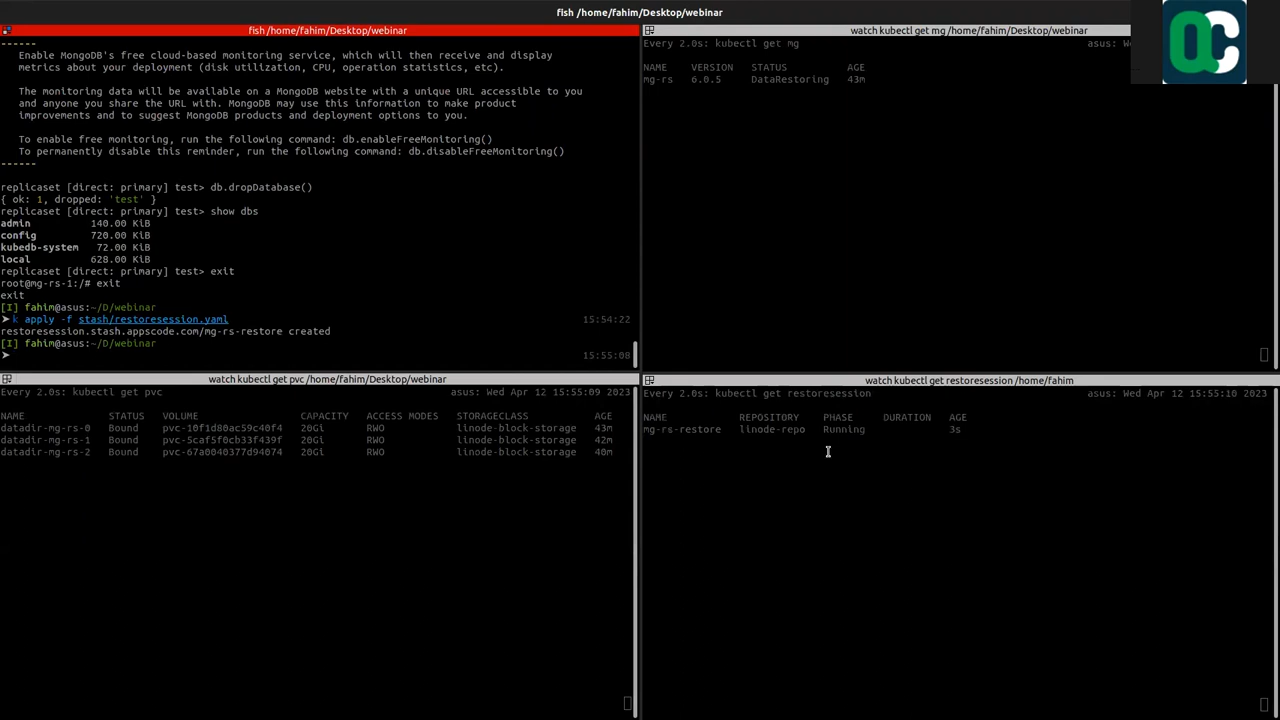 fish /home/fahim/Desktop/webinar
fish /home/fahim/Desktop/webinar
------
Enable MongoDB's free cloud-based monitoring service, which will then receive and display
metrics about your deployment (disk utilization, CPU, operation statistics, etc).
The monitoring data will be available on a MongoDB website with a unique URL accessible to you
and anyone you share the URL with. MongoDB may use this information to make product
improvements and to suggest MongoDB products and deployment options to you.
To enable free monitoring, run the following command: db.enableFreeMonitoring()
To permanently disable this reminder, run the following command: db.disableFreeMonitoring()
------
replicaset [direct: primary] test> db.dropDatabase()
{ ok: 1, dropped: 'test' }
replicaset [direct: primary] test> show dbs
admin 140.00 KiB
config 720.00 KiB
kubedb-system 72.00 KiB
local 628.00 KiB
replicaset [direct: primary] test> exit
root@mg-rs-1:/# exit
exit
[I] fahim@asus:~/D/webinar
➤ k apply -f stash/restoresession.yaml 15:54:22
restoresession.stash.appscode.com/mg-rs-restore created
[I] fahim@asus:~/D/webinar
➤ 15:55:08
watch kubectl get mg /home/fahim/Desktop/webinar
Every 2.0s: kubectl get mg asus: We
NAME VERSION STATUS AGE
mg-rs 6.0.5 DataRestoring 43m
QC
watch kubectl get pvc /home/fahim/Desktop/webinar
Every 2.0s: kubectl get pvc asus: Wed Apr 12 15:55:09 2023
NAME STATUS VOLUME CAPACITY ACCESS MODES STORAGECLASS AGE
datadir-mg-rs-0 Bound pvc-10f1d80ac59c40f4 20Gi RWO linode-block-storage 43m
datadir-mg-rs-1 Bound pvc-5caf5f0cb33f439f 20Gi RWO linode-block-storage 42m
datadir-mg-rs-2 Bound pvc-67a0040377d94074 20Gi RWO linode-block-storage 40m
watch kubectl get restoresession /home/fahim
Every 2.0s: kubectl get restoresession asus: Wed Apr 12 15:55:10 2023
NAME REPOSITORY PHASE DURATION AGE
mg-rs-restore linode-repo Running 3s